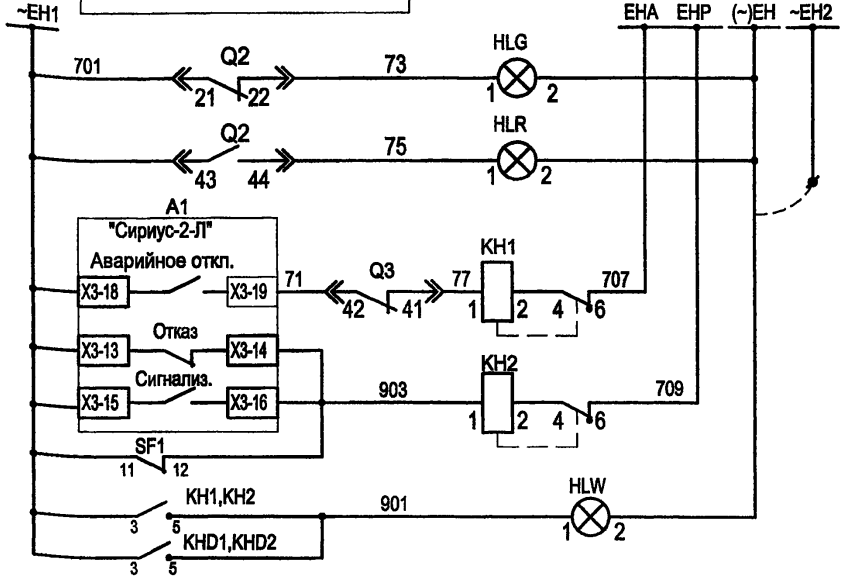 ~EH1 EHA EHP (~)EH ~EH2
701 Q2 73 HLG
21 22 1 2
Q2 75 HLR
43 44 1 2
A1
"Сириус-2-Л"
Аварийное откл. 71 Q3 77 KH1 707
X3-18 X3-19 42 41 1 2 4 6
Отказ
X3-13 X3-14
Сигнализ. 903 KH2 709
X3-15 X3-16 1 2 4 6
SF1
11 12
KH1,KH2 901 HLW
3 5 1 2
KHD1,KHD2
3 5